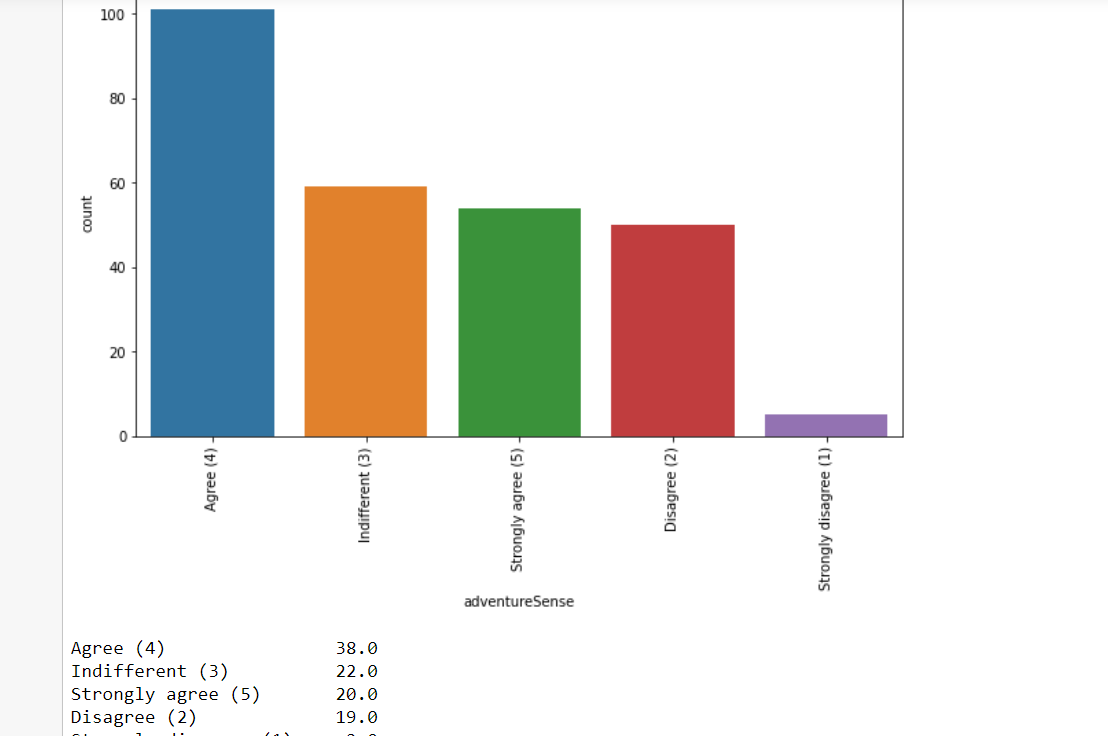 100
80
60
40
20
0
count
Agree (4)
Indifferent (3)
Strongly agree (5)
Disagree (2)
Strongly disagree (1)
adventureSense
Agree (4) 38.0
Indifferent (3) 22.0
Strongly agree (5) 20.0
Disagree (2) 19.0